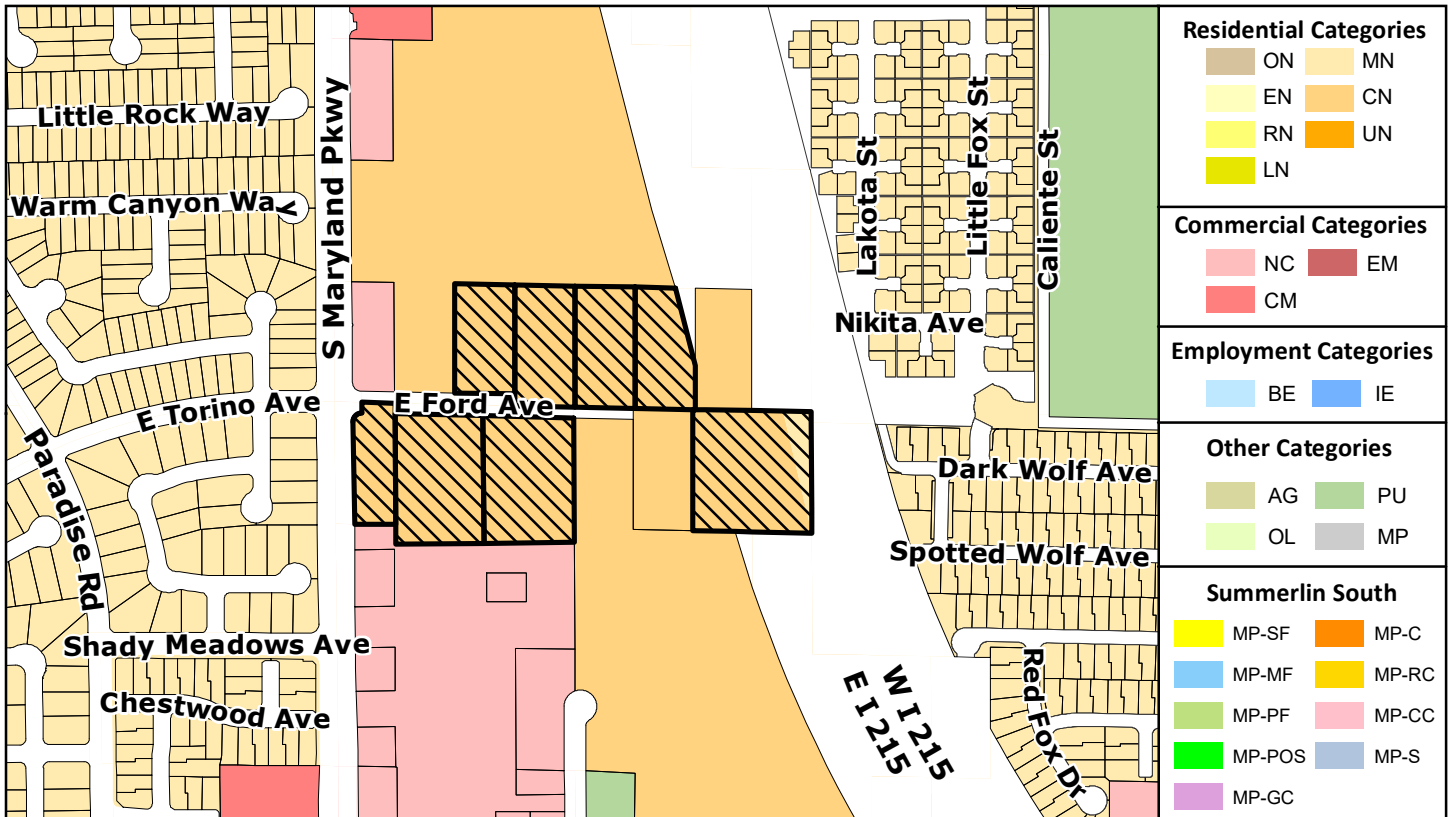 Little Rock Way
Warm Canyon Way
S Maryland Pkwy
E Torino Ave
Paradise Rd
Shady Meadows Ave
Chestwood Ave
E Ford Ave
Lakota St
Little Fox St
Caliente St
Nikita Ave
Dark Wolf Ave
Spotted Wolf Ave
Red Fox Dr
W I 215
E I 215
Residential Categories
ON MN
EN CN
RN UN
LN
Commercial Categories
NC EM
CM
Employment Categories
BE IE
Other Categories
AG PU
OL MP
Summerlin South
MP-SF MP-C
MP-MF MP-RC
MP-PF MP-CC
MP-POS MP-S
MP-GC